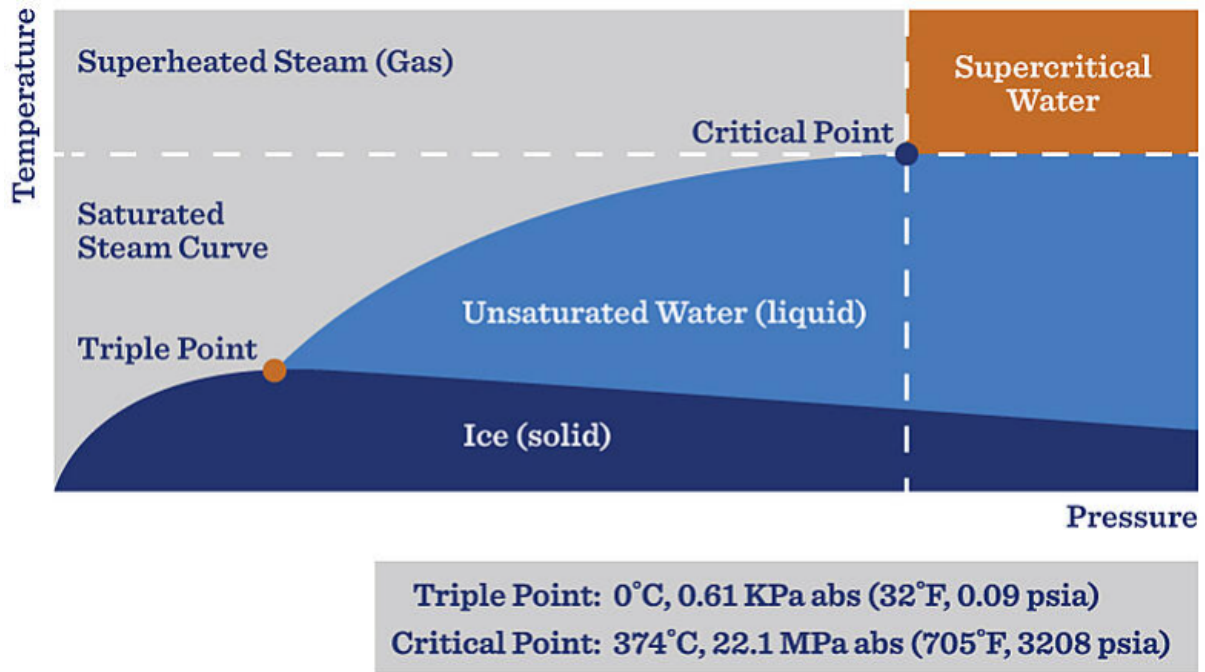 Temperature
Superheated Steam (Gas)
Supercritical
Water
Critical Point
Saturated
Steam Curve
Unsaturated Water (liquid)
Triple Point
Ice (solid)
Pressure
Triple Point: 0°C, 0.61 KPa abs (32°F, 0.09 psia)
Critical Point: 374°C, 22.1 MPa abs (705°F, 3208 psia)